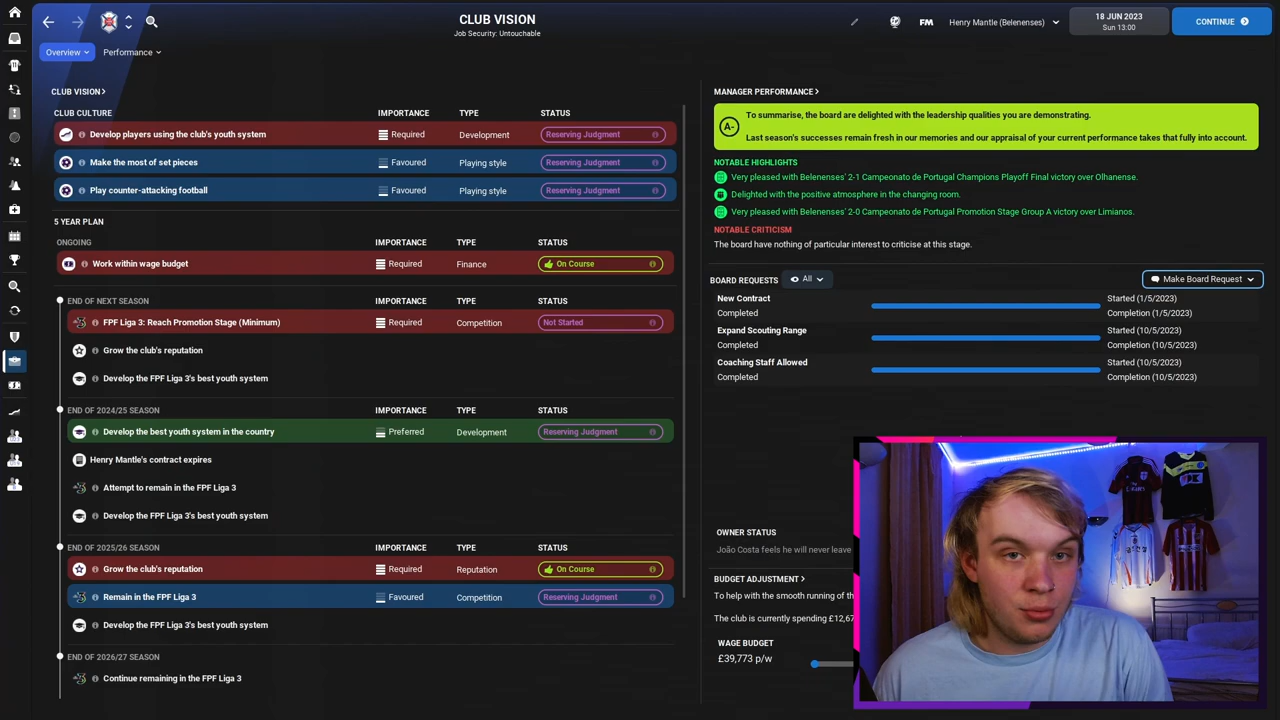 CLUB VISION
Job Security: Untouchable
FM
Henry Mantle (Belenenses)
18 JUN 2023
Sun 13:00
CONTINUE
Overview
Performance
CLUB VISION >
CLUB CULTURE IMPORTANCE TYPE STATUS
Develop players using the club's youth system Required Development Reserving Judgment
Make the most of set pieces Favoured Playing style Reserving Judgment
Play counter-attacking football Favoured Playing style Reserving Judgment
5 YEAR PLAN
ONGOING IMPORTANCE TYPE STATUS
Work within wage budget Required Finance On Course
END OF NEXT SEASON IMPORTANCE TYPE STATUS
FPF Liga 3: Reach Promotion Stage (Minimum) Required Competition Not Started
Grow the club's reputation
Develop the FPF Liga 3's best youth system
END OF 2024/25 SEASON IMPORTANCE TYPE STATUS
Develop the best youth system in the country Preferred Development Reserving Judgment
Henry Mantle's contract expires
Attempt to remain in the FPF Liga 3
Develop the FPF Liga 3's best youth system
END OF 2025/26 SEASON IMPORTANCE TYPE STATUS
Grow the club's reputation Required Reputation On Course
Remain in the FPF Liga 3 Favoured Competition Reserving Judgment
Develop the FPF Liga 3's best youth system
END OF 2026/27 SEASON
Continue remaining in the FPF Liga 3
MANAGER PERFORMANCE >
A-
To summarise, the board are delighted with the leadership qualities you are demonstrating.
Last season's successes remain fresh in our memories and our appraisal of your current performance takes that fully into account.
NOTABLE HIGHLIGHTS
Very pleased with Belenenses' 2-1 Campeonato de Portugal Champions Playoff Final victory over Olhanense.
Delighted with the positive atmosphere in the changing room.
Very pleased with Belenenses' 2-0 Campeonato de Portugal Promotion Stage Group A victory over Limianos.
NOTABLE CRITICISM
The board have nothing of particular interest to criticise at this stage.
BOARD REQUESTS All Make Board Request
New Contract Started (1/5/2023)
Completed Completion (1/5/2023)
Expand Scouting Range Started (10/5/2023)
Completed Completion (10/5/2023)
Coaching Staff Allowed Started (10/5/2023)
Completed Completion (10/5/2023)
OWNER STATUS
João Costa feels he will never leave
BUDGET ADJUSTMENT >
To help with the smooth running of th
The club is currently spending £12,67
WAGE BUDGET
£39,773 p/w